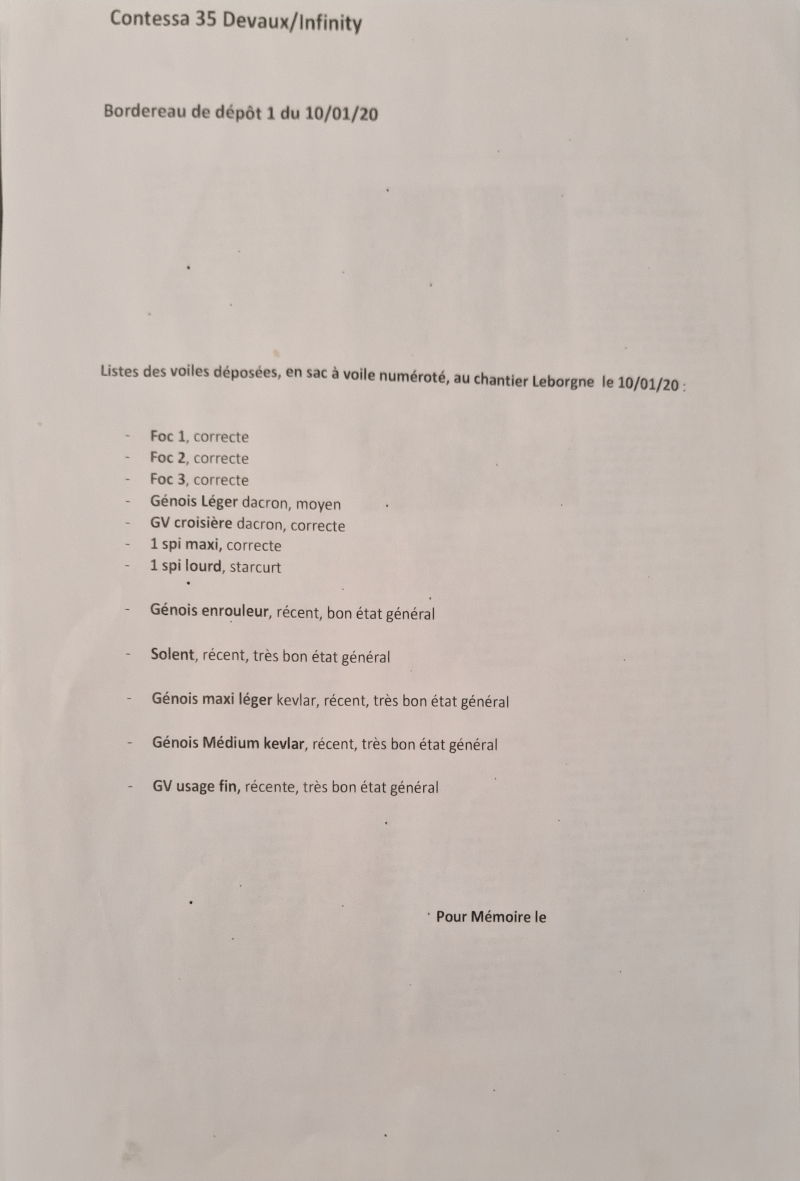 Contessa 35 Devaux/Infinity
Bordereau de dépôt 1 du 10/01/20
Listes des voiles déposées, en sac à voile numéroté, au chantier Leborgne le 10/01/20 :
- Foc 1, correcte
- Foc 2, correcte
- Foc 3, correcte
- Génois Léger dacron, moyen
- GV croisière dacron, correcte
- 1 spi maxi, correcte
- 1 spi lourd, starcurt
- Génois enrouleur, récent, bon état général
- Solent, récent, très bon état général
- Génois maxi léger kevlar, récent, très bon état général
- Génois Médium kevlar, récent, très bon état général
- GV usage fin, récente, très bon état général
Pour Mémoire le